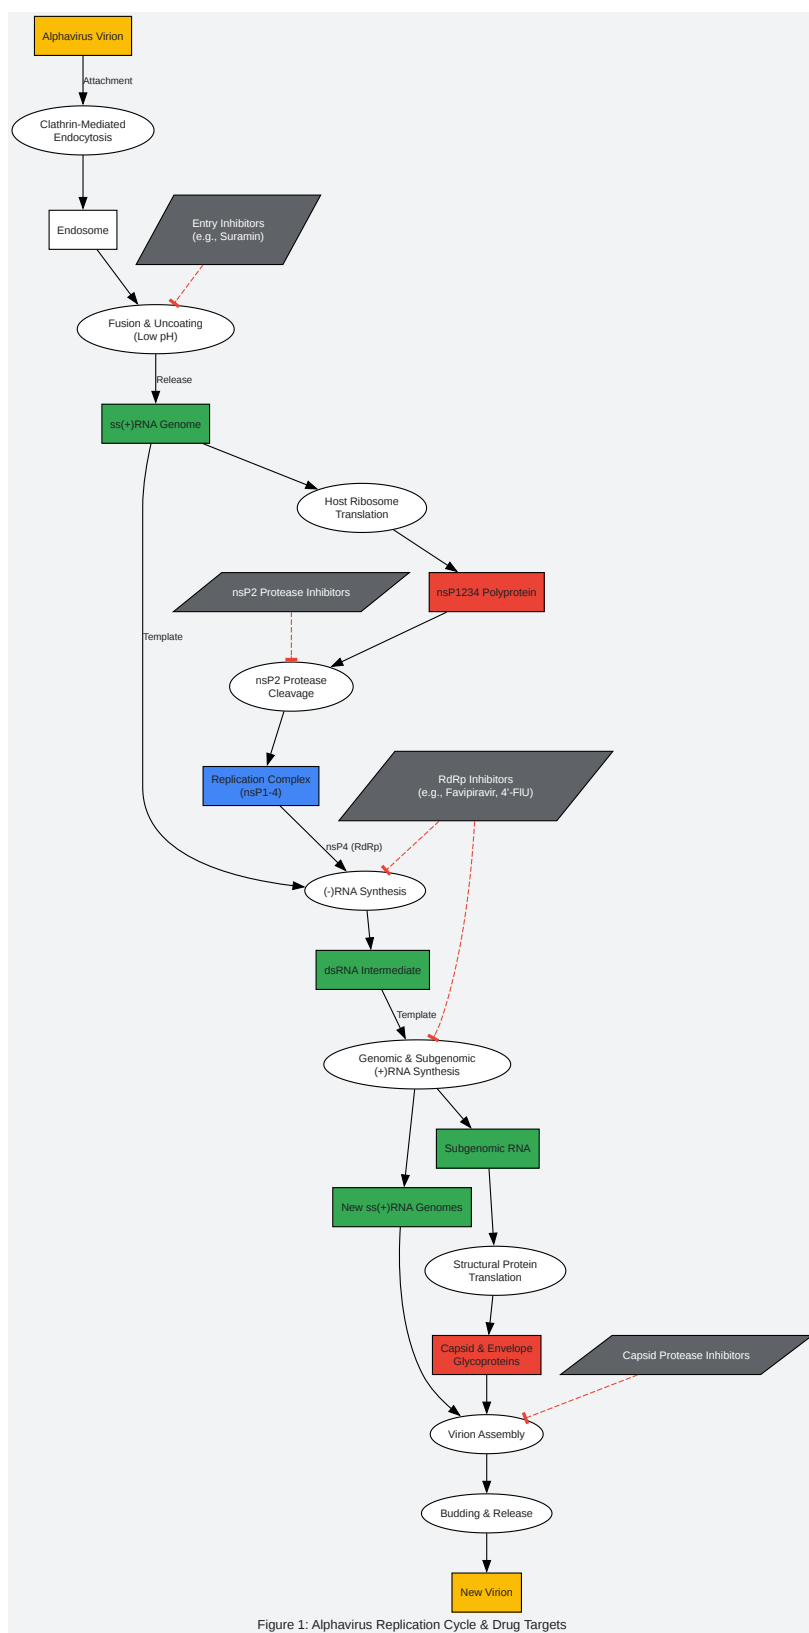 Alphavirus Virion
Attachment
Clathrin-Mediated
Endocytosis
Endosome
Entry Inhibitors
(e.g., Suramin)
Fusion & Uncoating
(Low pH)
Release
ss(+)RNA Genome
Host Ribosome
Translation
nsP2 Protease Inhibitors
nsP1234 Polyprotein
Template
nsP2 Protease
Cleavage
Replication Complex
(nsP1-4)
RdRp Inhibitors
(e.g., Favipiravir, 4'-FlU)
nsP4 (RdRp)
(-)RNA Synthesis
dsRNA Intermediate
Template
Genomic & Subgenomic
(+)RNA Synthesis
Subgenomic RNA
New ss(+)RNA Genomes
Structural Protein
Translation
Capsid & Envelope
Glycoproteins
Capsid Protease Inhibitors
Virion Assembly
Budding & Release
New Virion
Figure 1: Alphavirus Replication Cycle & Drug Targets